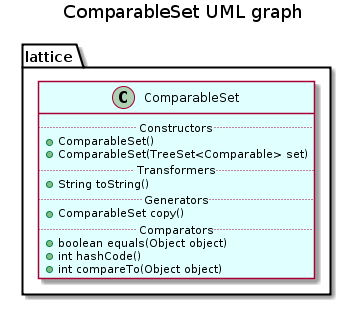 ComparableSet UML graph
lattice
C ComparableSet
Constructors
ComparableSet()
ComparableSet(TreeSet<Comparable> set)
Transformers
String toString()
Generators
ComparableSet copy()
Comparators
boolean equals(Object object)
int hashCode()
int compareTo(Object object)